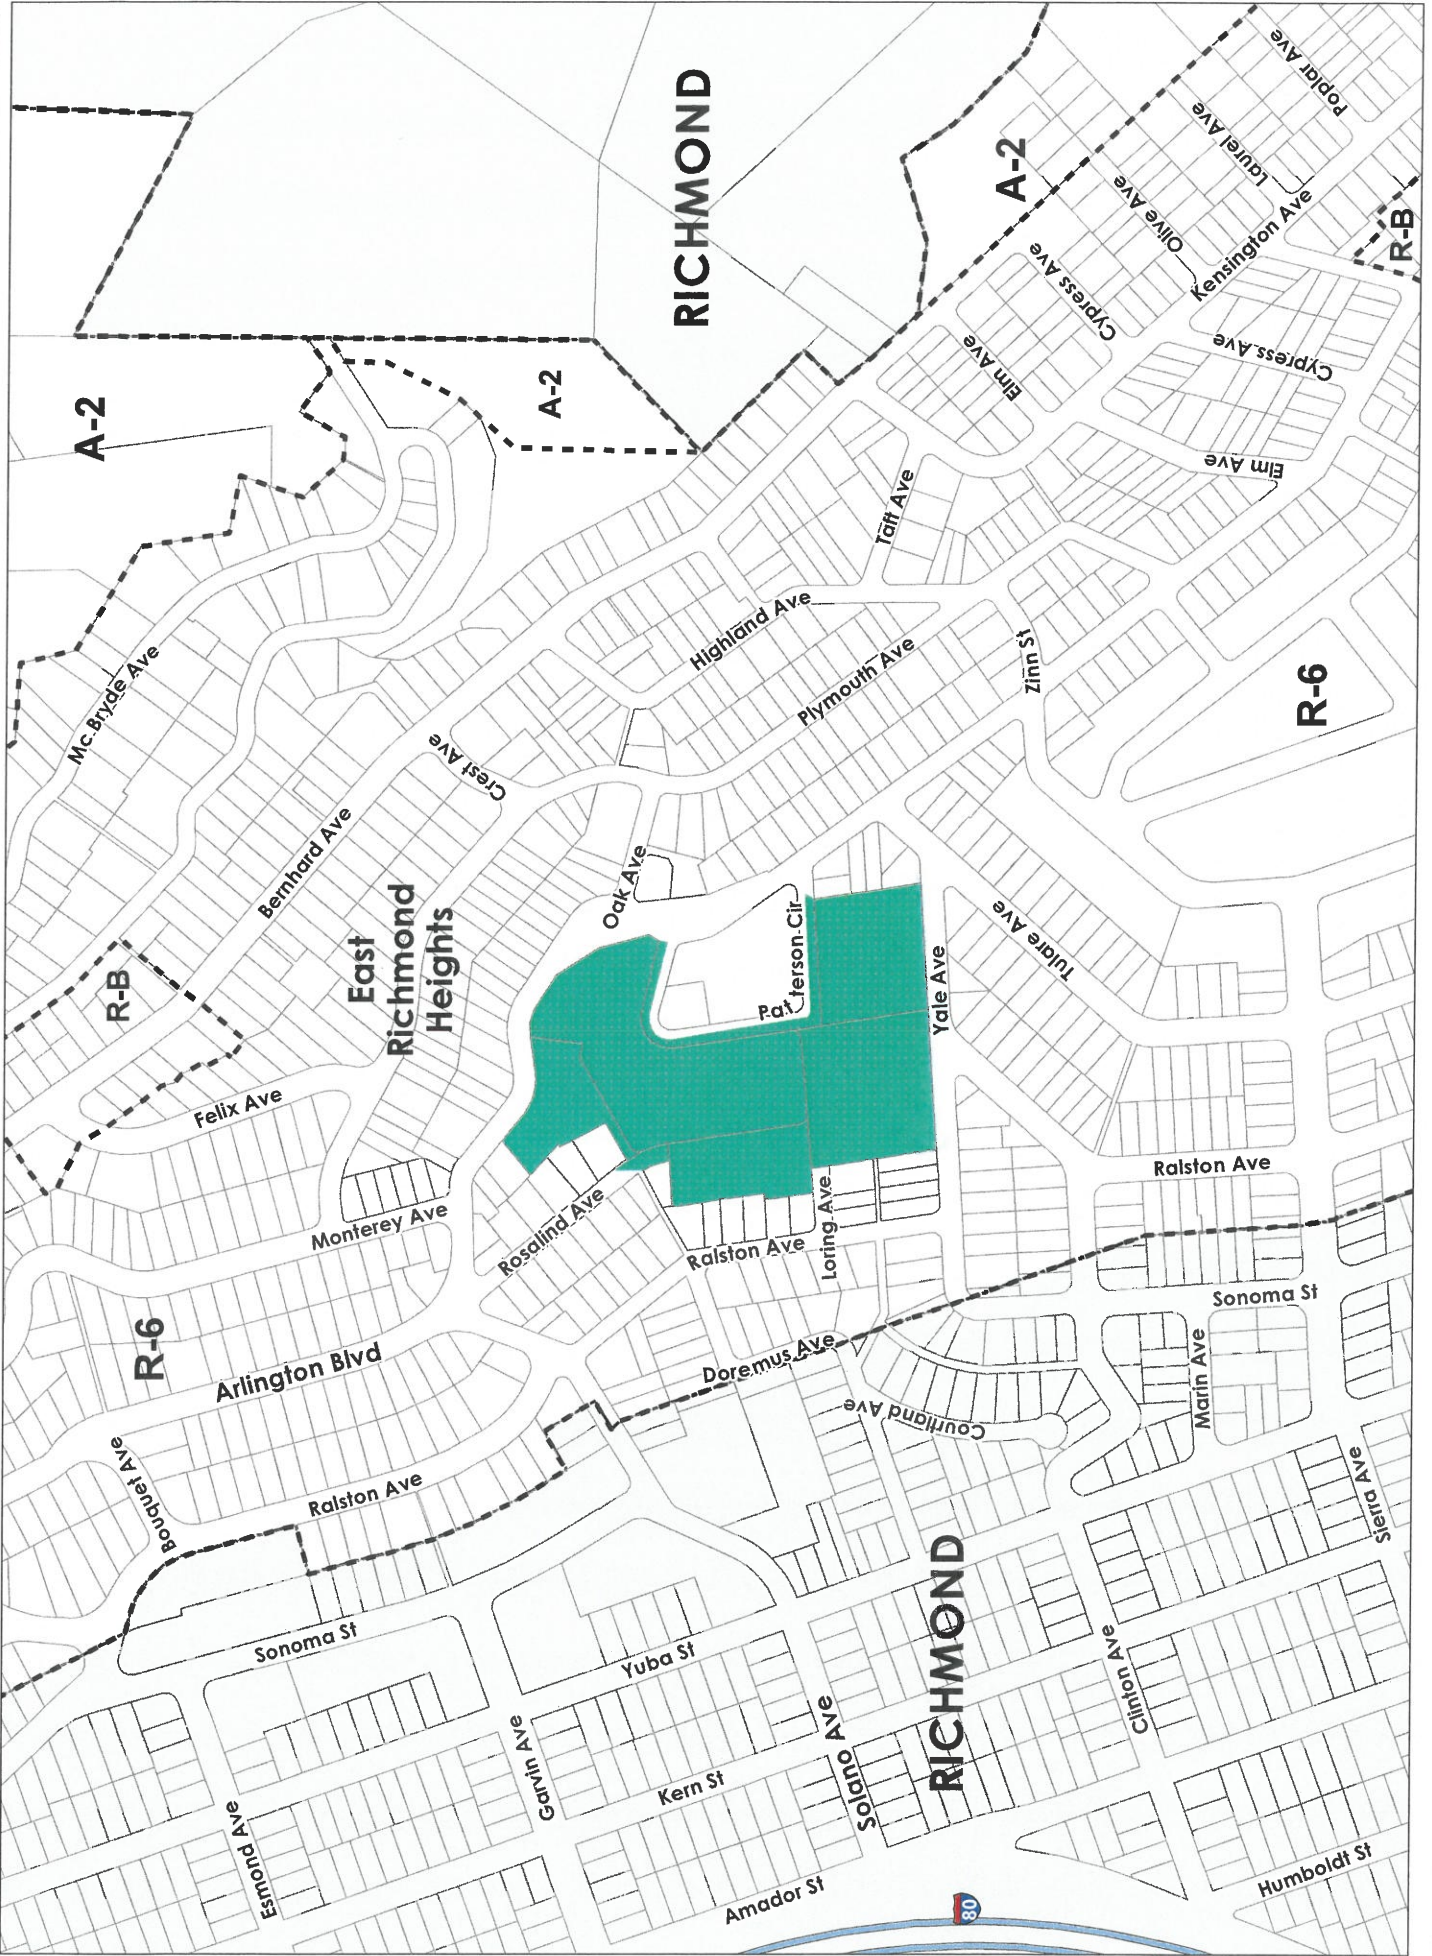 Poplar Ave
Laurel Ave
RICHMOND
A-2
Olive Ave
Kensington Ave
R-B
Cypress Ave
Cypress Ave
Elm Ave
A-2
A-2
Elm Ave
Taft Ave
Highland Ave
Mc Bryde Ave
Plymouth Ave
Zinn St
R-6
Crest Ave
Bernhard Ave
Oak Ave
East
Richmond
Heights
Patterson Cir
Tulare Ave
R-B
Yale Ave
Felix Ave
Ralston Ave
Monterey Ave
Rosalind Ave
Ralston Ave
Loring Ave
Sonoma St
R-6
Arlington Blvd
Doremus Ave
Marin Ave
Courtland Ave
Bouquet Ave
Ralston Ave
Sierra Ave
RICHMOND
Sonoma St
Yuba St
Clinton Ave
Solano Ave
Garvin Ave
Kern St
Esmond Ave
Humboldt St
Amador St
80